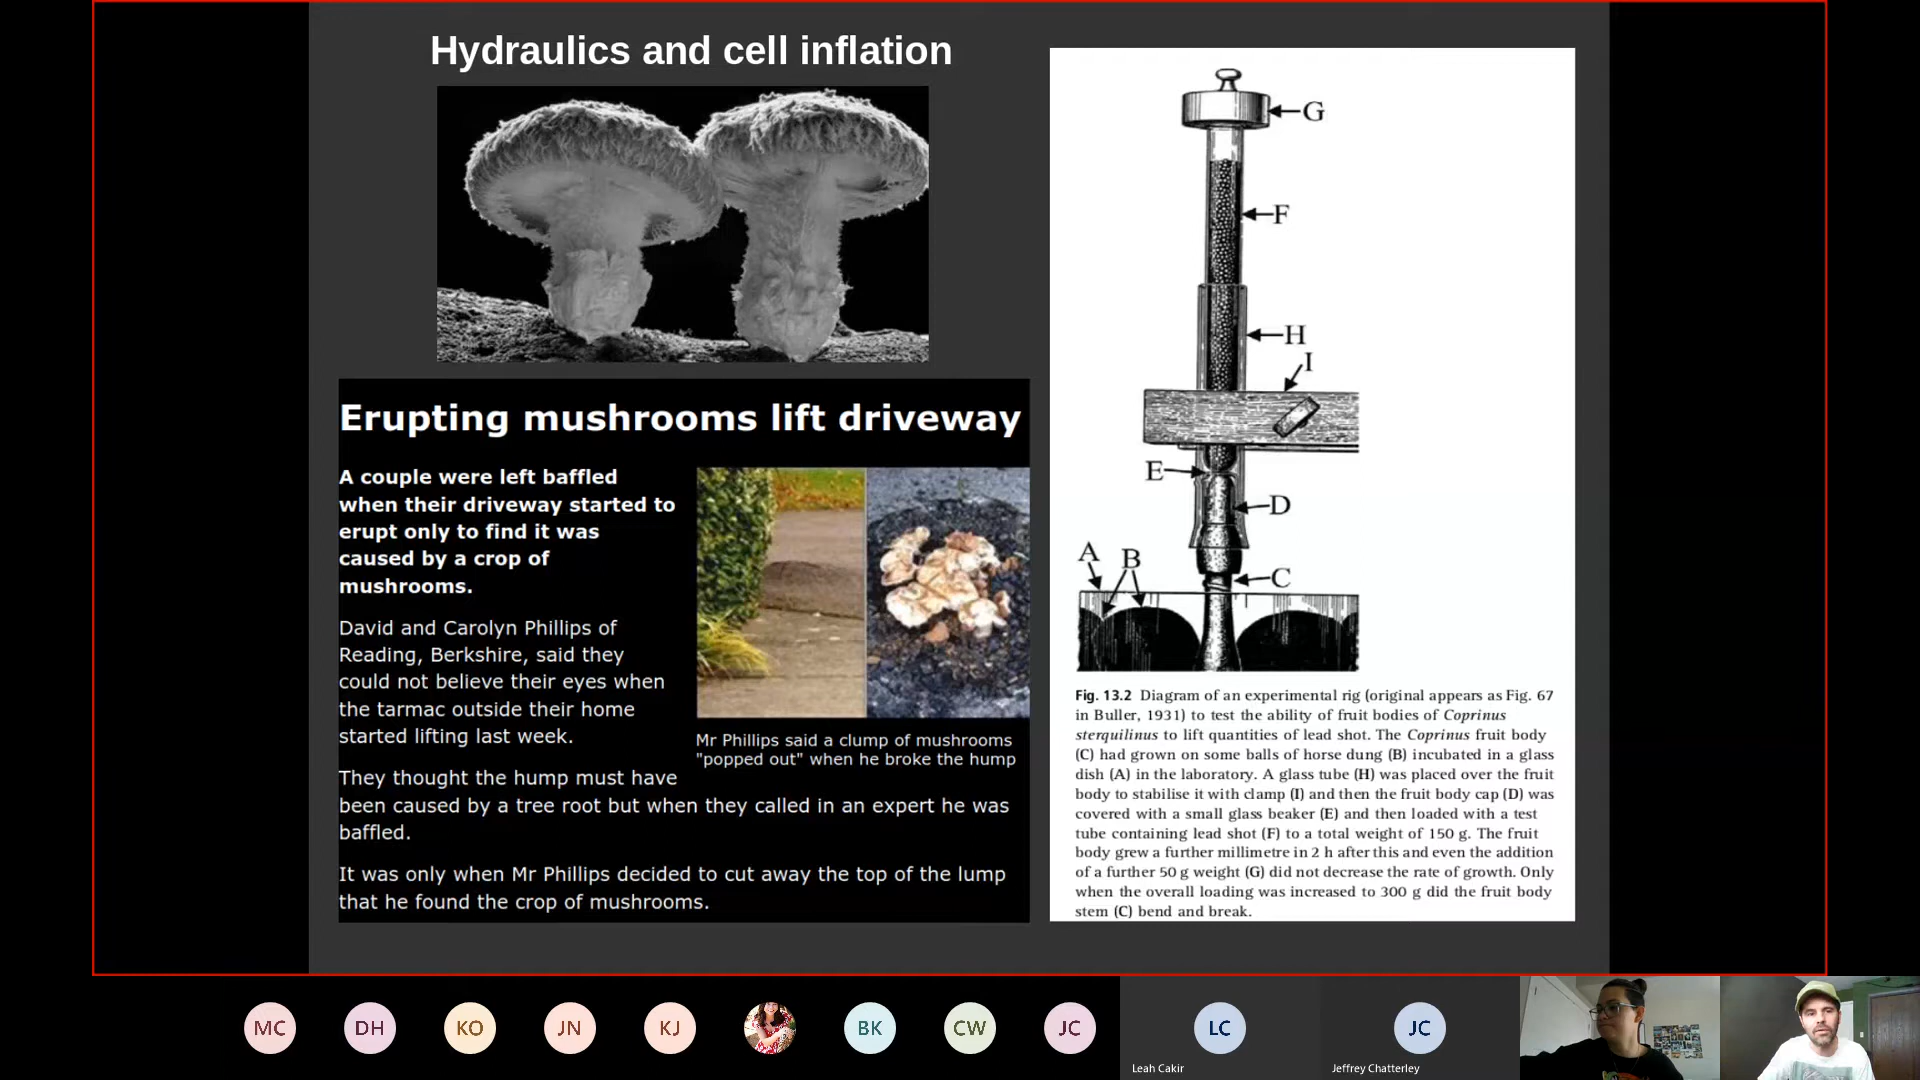 Hydraulics and cell inflation
Erupting mushrooms lift driveway
A couple were left baffled
when their driveway started to
erupt only to find it was
caused by a crop of
mushrooms.
David and Carolyn Phillips of
Reading, Berkshire, said they
could not believe their eyes when
the tarmac outside their home
started lifting last week.
Mr Phillips said a clump of mushrooms
"popped out" when he broke the hump
They thought the hump must have
been caused by a tree root but when they called in an expert he was
baffled.
It was only when Mr Phillips decided to cut away the top of the lump
that he found the crop of mushrooms.
G
F
H
I
E
D
A
B
C
Fig. 13.2 Diagram of an experimental rig (original appears as Fig. 67
in Buller, 1931) to test the ability of fruit bodies of Coprinus
sterquilinus to lift quantities of lead shot. The Coprinus fruit body
(C) had grown on some balls of horse dung (B) incubated in a glass
dish (A) in the laboratory. A glass tube (H) was placed over the fruit
body to stabilise it with clamp (I) and then the fruit body cap (D) was
covered with a small glass beaker (E) and then loaded with a test
tube containing lead shot (F) to a total weight of 150 g. The fruit
body grew a further millimetre in 2 h after this and even the addition
of a further 50 g weight (G) did not decrease the rate of growth. Only
when the overall loading was increased to 300 g did the fruit body
stem (C) bend and break.
MC
DH
KO
JN
KJ
BK
CW
JC
LC
JC
Leah Cakir
Jeffrey Chatterley